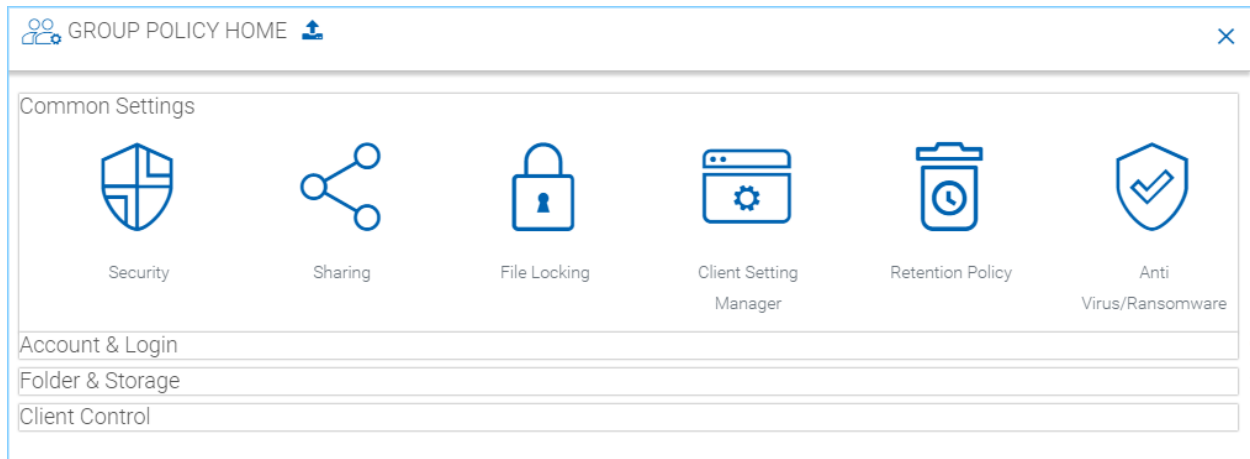 GROUP POLICY HOME
Common Settings
Security
Sharing
File Locking
Client Setting
Manager
Retention Policy
Anti
Virus/Ransomware
Account & Login
Folder & Storage
Client Control